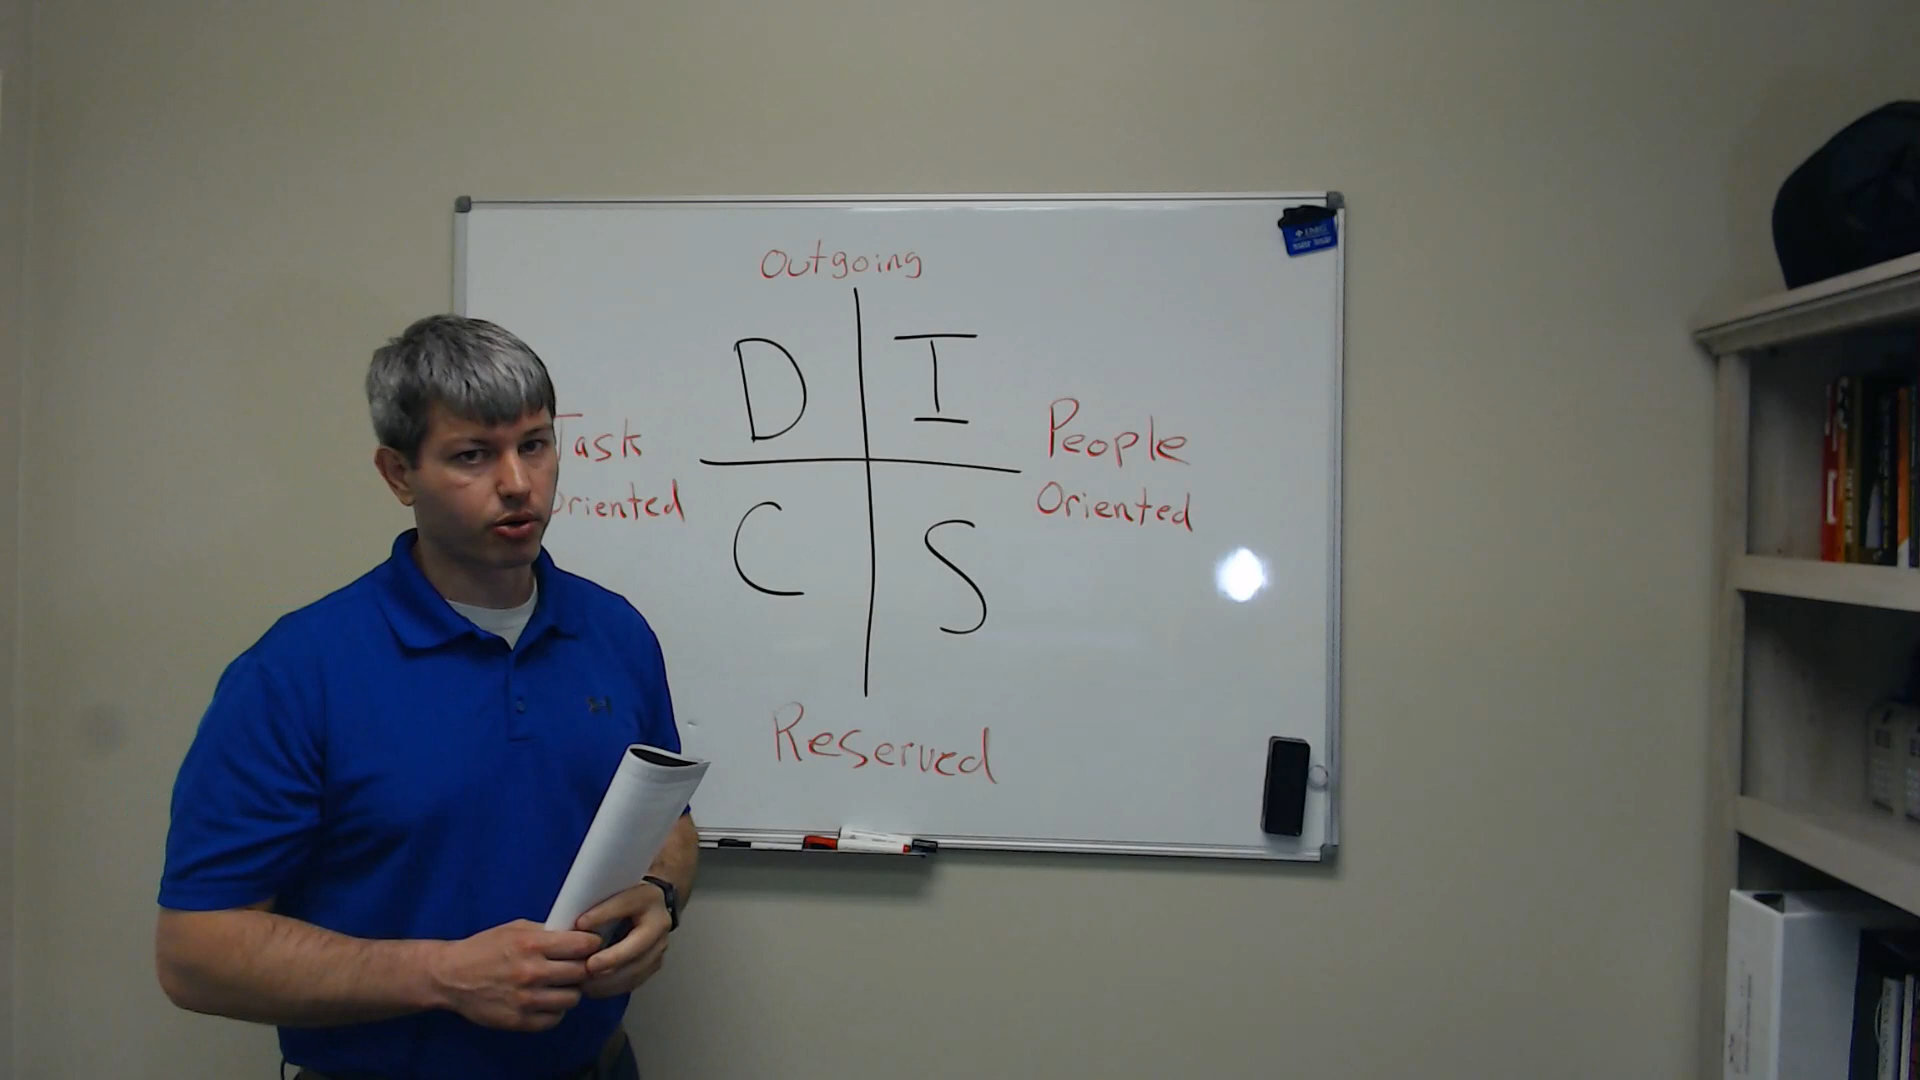 Outgoing
D I
Task People
Oriented Oriented
C S
Reserved